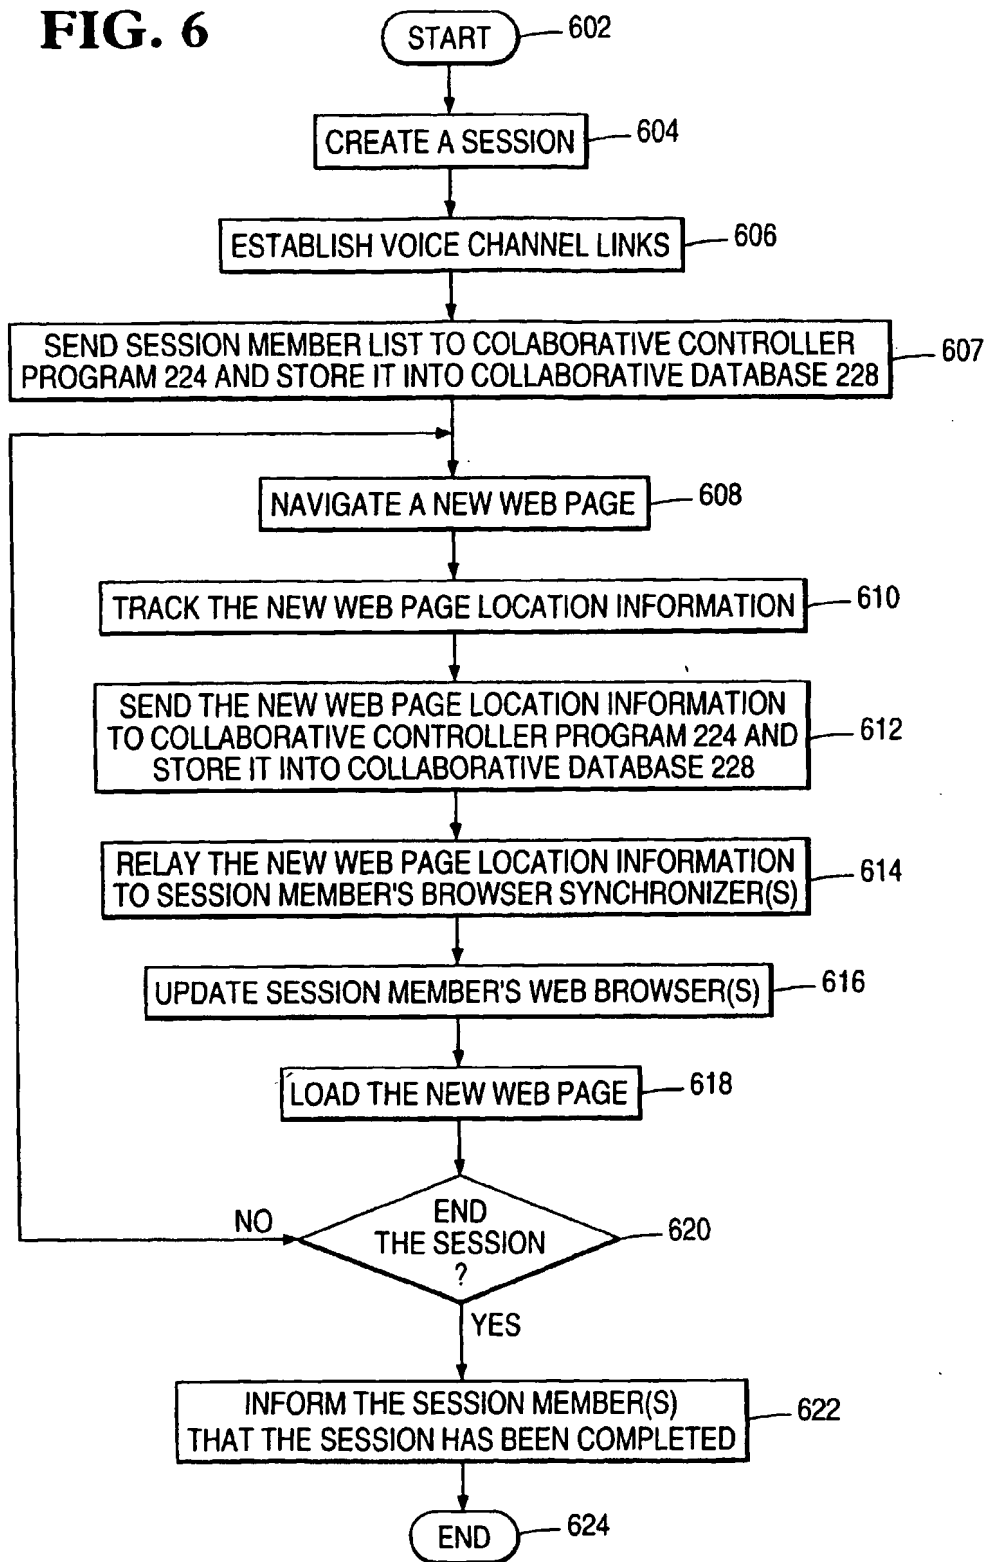 FIG. 6
START
602
CREATE A SESSION
604
ESTABLISH VOICE CHANNEL LINKS
606
SEND SESSION MEMBER LIST TO COLABORATIVE CONTROLLER
PROGRAM 224 AND STORE IT INTO COLLABORATIVE DATABASE 228
607
NAVIGATE A NEW WEB PAGE
608
TRACK THE NEW WEB PAGE LOCATION INFORMATION
610
SEND THE NEW WEB PAGE LOCATION INFORMATION
TO COLLABORATIVE CONTROLLER PROGRAM 224 AND
STORE IT INTO COLLABORATIVE DATABASE 228
612
RELAY THE NEW WEB PAGE LOCATION INFORMATION
TO SESSION MEMBER'S BROWSER SYNCHRONIZER(S)
614
UPDATE SESSION MEMBER'S WEB BROWSER(S)
616
LOAD THE NEW WEB PAGE
618
END
THE SESSION
?
620
NO
YES
INFORM THE SESSION MEMBER(S)
THAT THE SESSION HAS BEEN COMPLETED
622
END
624